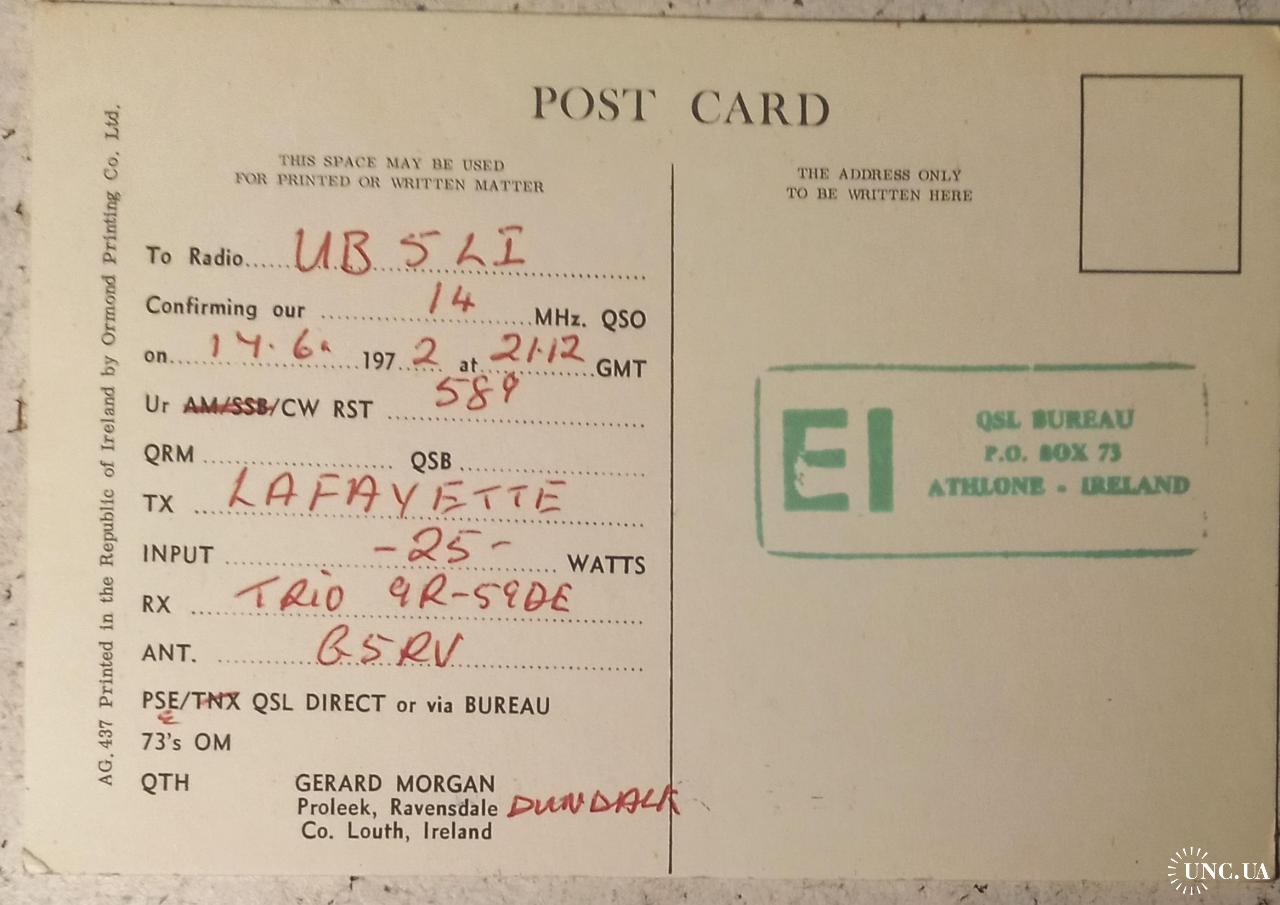 POST CARD
THIS SPACE MAY BE USED
FOR PRINTED OR WRITTEN MATTER
To Radio......UB 5 LI
Confirming our 14 MHz. QSO
on 14.6. 1972 at 21.12 GMT
Ur AM/SSB/CW RST 589
QRM QSB
TX LAFAYETTE
INPUT -25- WATTS
RX TRIO 9R-59DE
ANT. G5RV
PSE/TNX QSL DIRECT or via BUREAU
73's OM
QTH GERARD MORGAN
Proleek, Ravensdale DUNDALK
Co. Louth, Ireland
AG. 437 Printed in the Republic of Ireland by Ormond Printing Co. Ltd.
THE ADDRESS ONLY
TO BE WRITTEN HERE
EI
QSL BUREAU
P.O. BOX 73
ATHLONE - IRELAND
UNC.UA